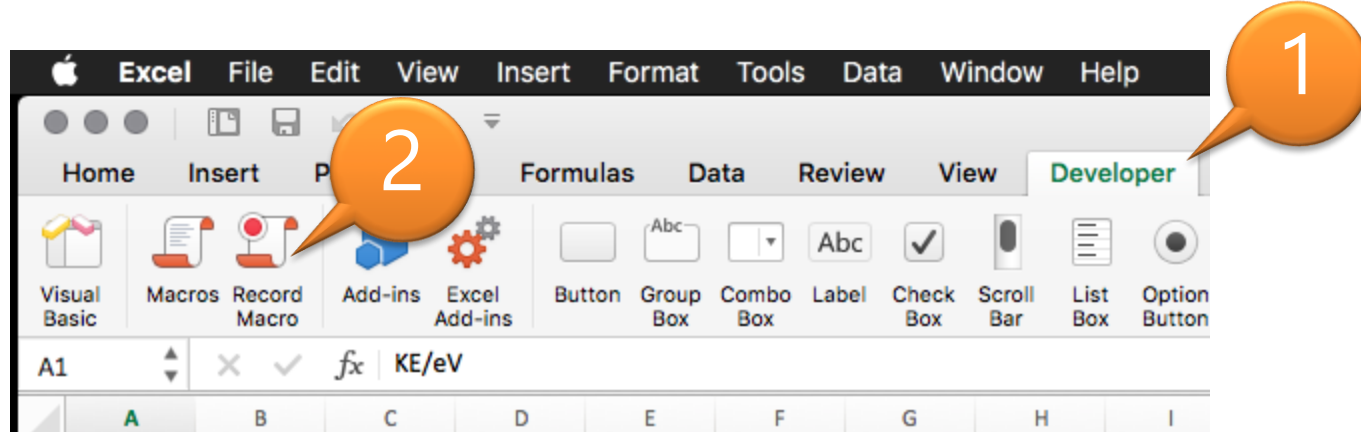 1
Excel File Edit View Insert Format Tools Data Window Help
2
Home Insert P Formulas Data Review View Developer
Abc
Abc
Visual Basic Macros Record Macro Add-ins Excel Add-ins Button Group Box Combo Box Label Check Box Scroll Bar List Box Option Button
A1 fx KE/eV
A B C D E F G H I